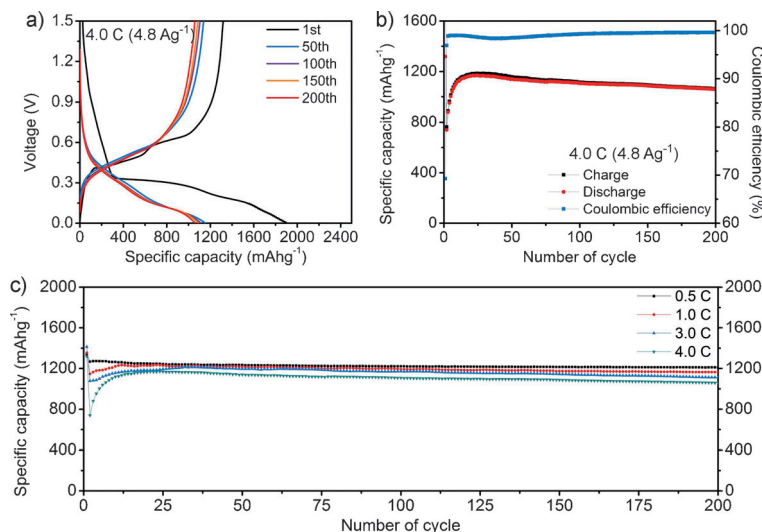 a)
4.0 C (4.8 Ag⁻¹)
1st
50th
100th
150th
200th
Voltage (V)
1.5
1.2
0.9
0.6
0.3
0.0
0 400 800 1200 1600 2000 2400
Specific capacity (mAhg⁻¹)
b)
Specific capacity (mAhg⁻¹)
1600
1200
800
400
0
100
90
80
70
60
Coulombic efficiency (%)
4.0 C (4.8 Ag⁻¹)
Charge
Discharge
Coulombic efficiency
0 50 100 150 200
Number of cycle
c)
Specific capacity (mAhg⁻¹)
2000
1600
1200
800
400
0
2000
1600
1200
800
400
0
0.5 C
1.0 C
3.0 C
4.0 C
0 25 50 75 100 125 150 175 200
Number of cycle